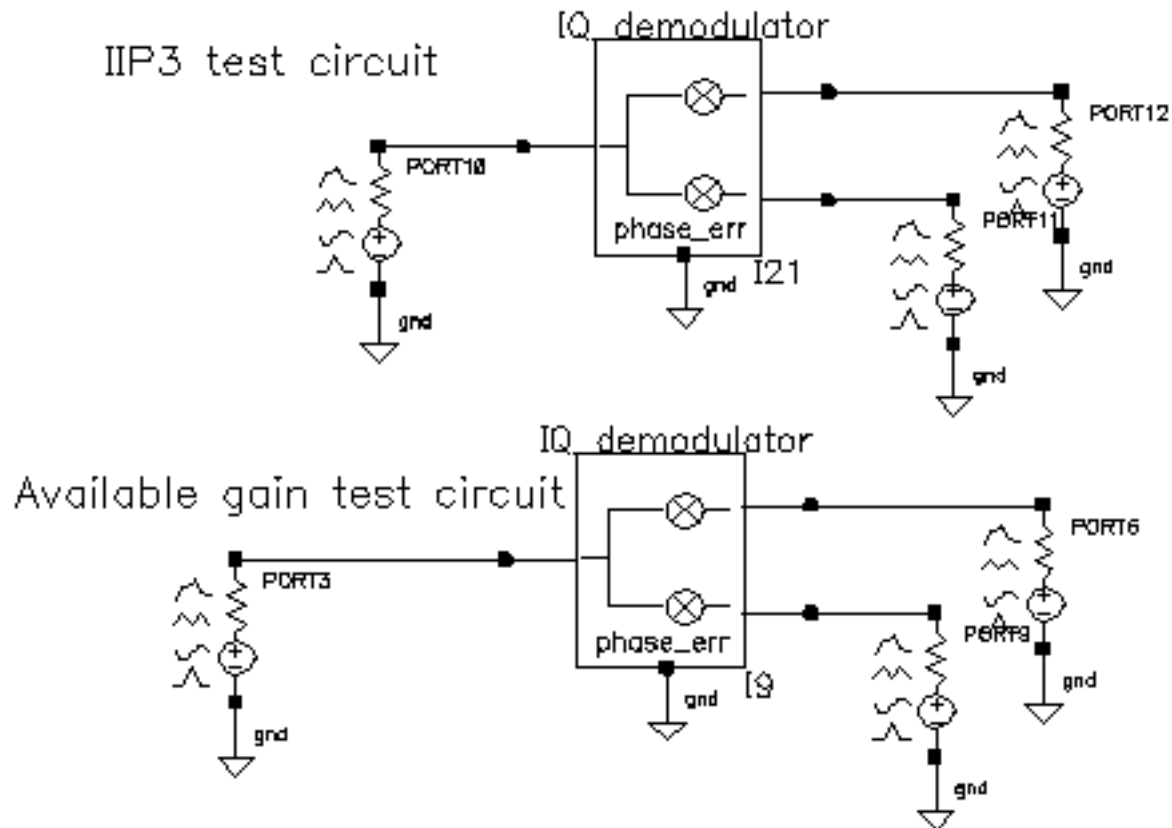 IQ_demodulator
IIP3 test circuit
PORT12
PORT10
PORT11
phase_err
gnd
I21
gnd
gnd
gnd
IQ_demodulator
Available gain test circuit
PORT6
PORT3
PORT9
phase_err
I9
gnd
gnd
gnd
gnd